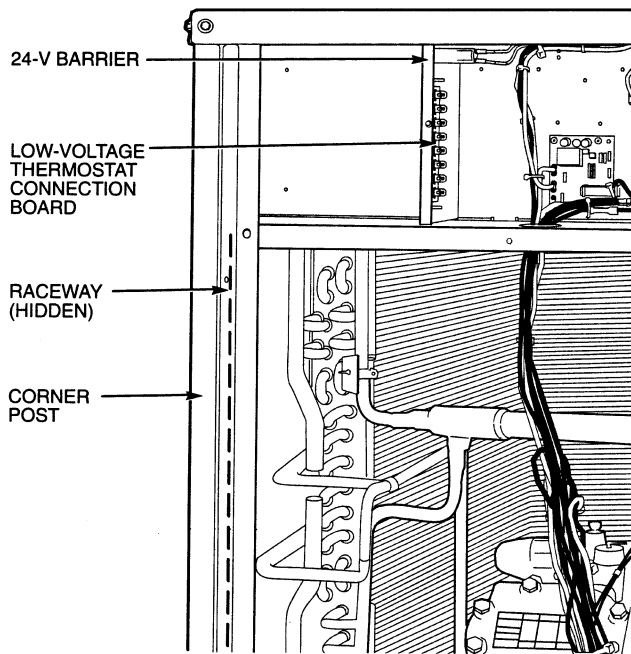 24-V BARRIER
LOW-VOLTAGE
THERMOSTAT
CONNECTION
BOARD
RACEWAY
(HIDDEN)
CORNER
POST